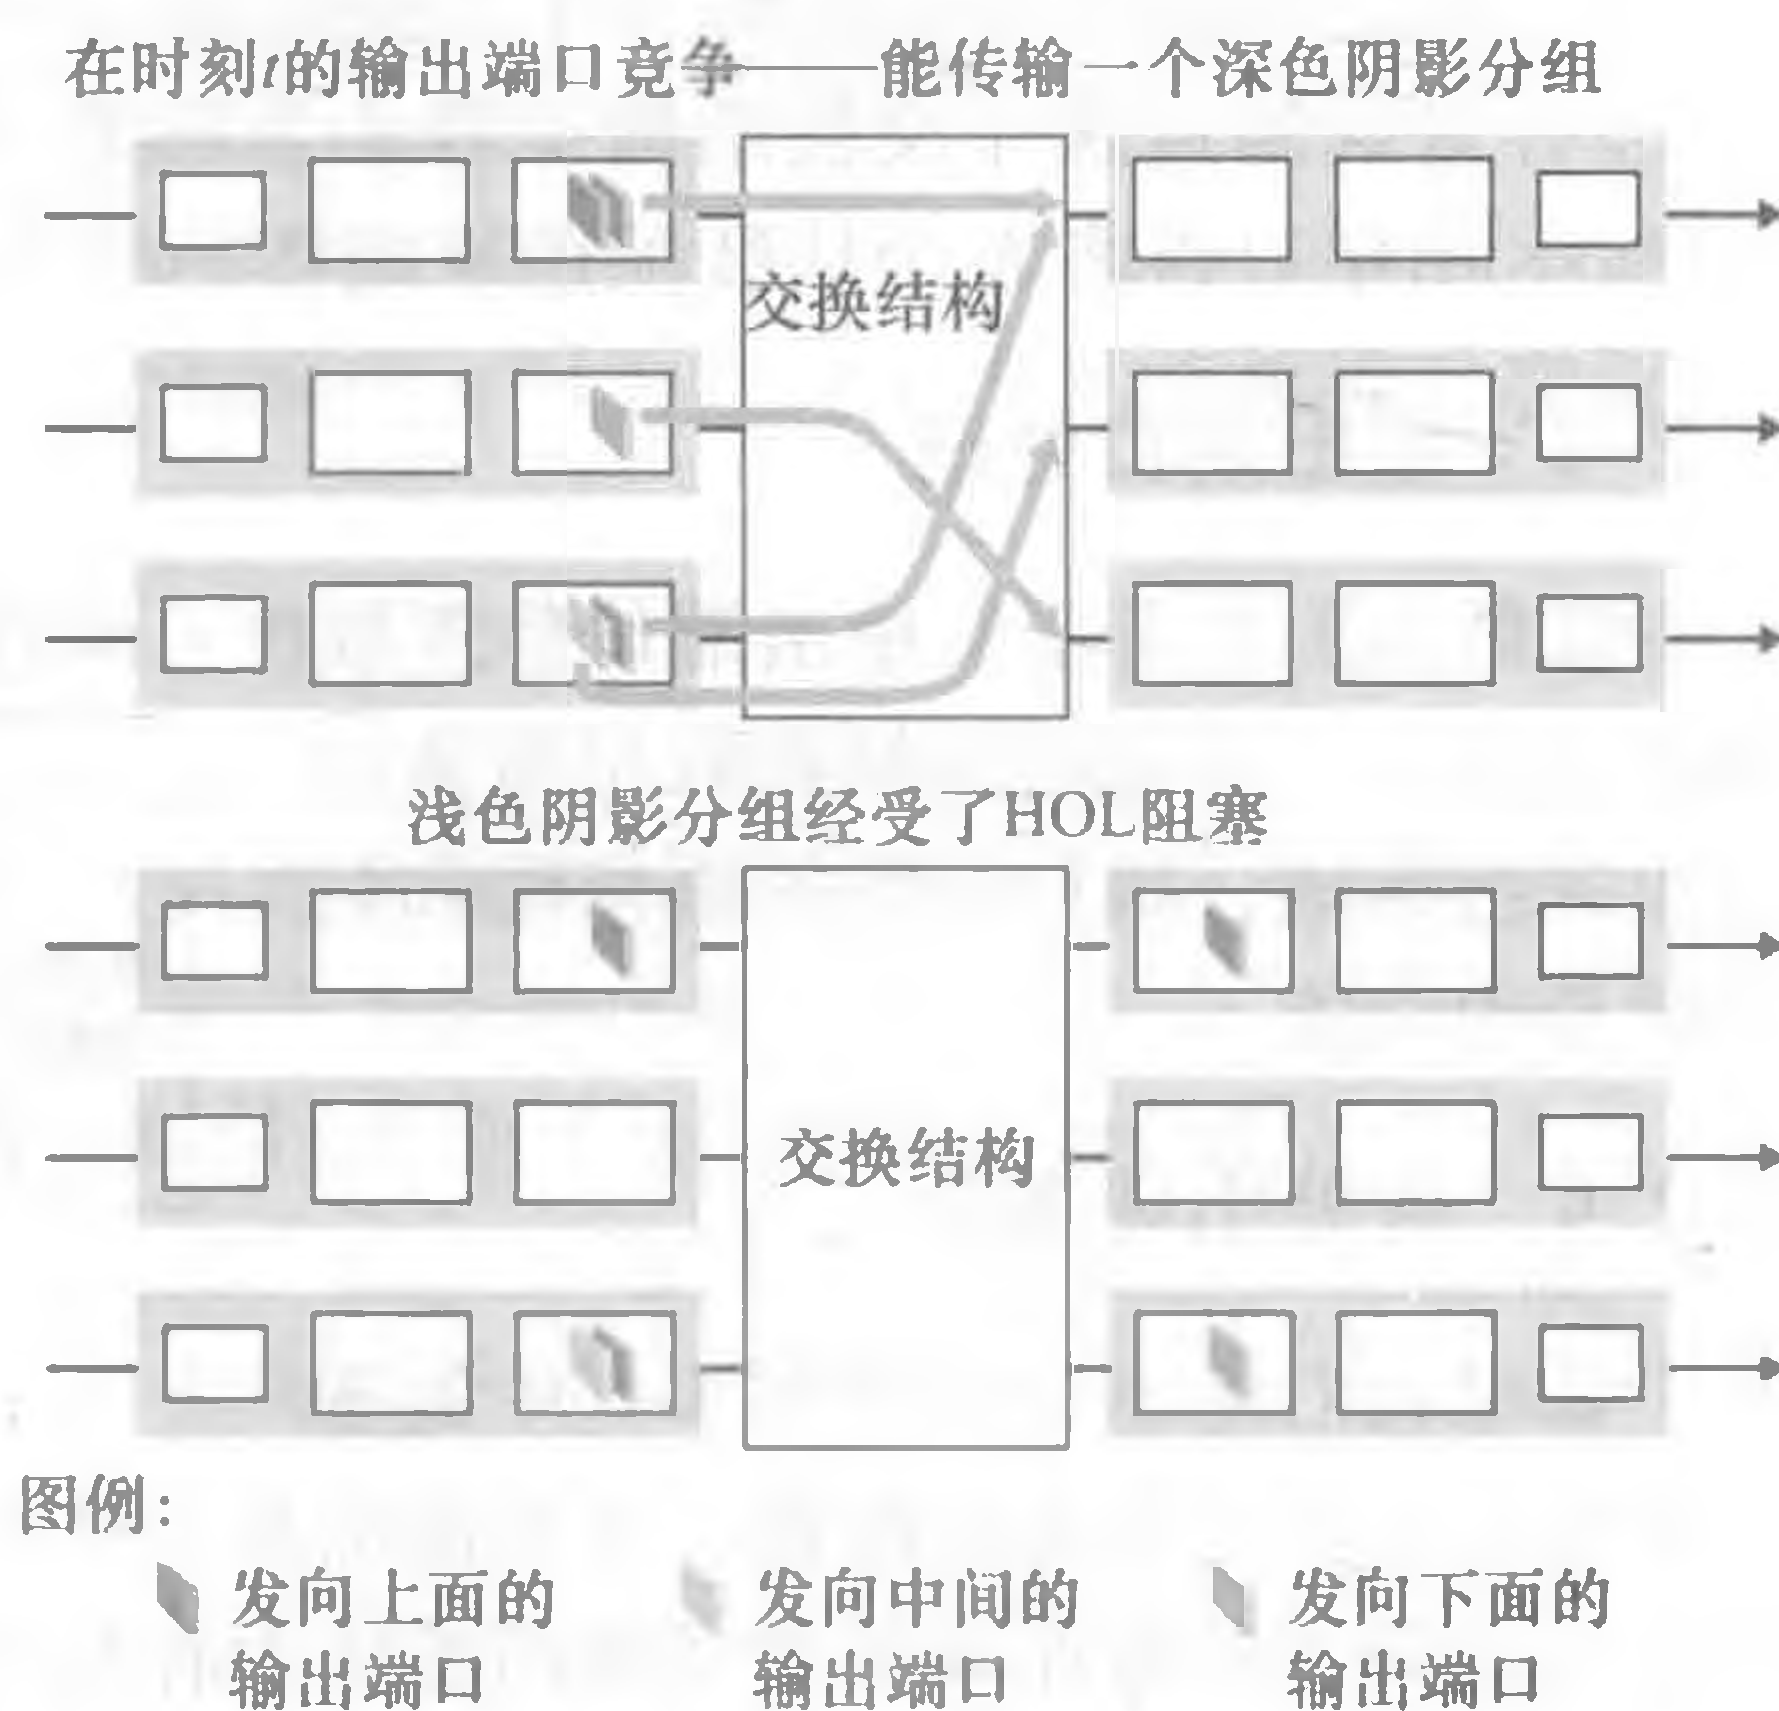 在时刻t的输出端口竞争——能传输一个深色阴影分组
交换结构
浅色阴影分组经受了HOL阻塞
交换结构
图例：
发向上面的
输出端口
发向中间的
输出端口
发向下面的
输出端口